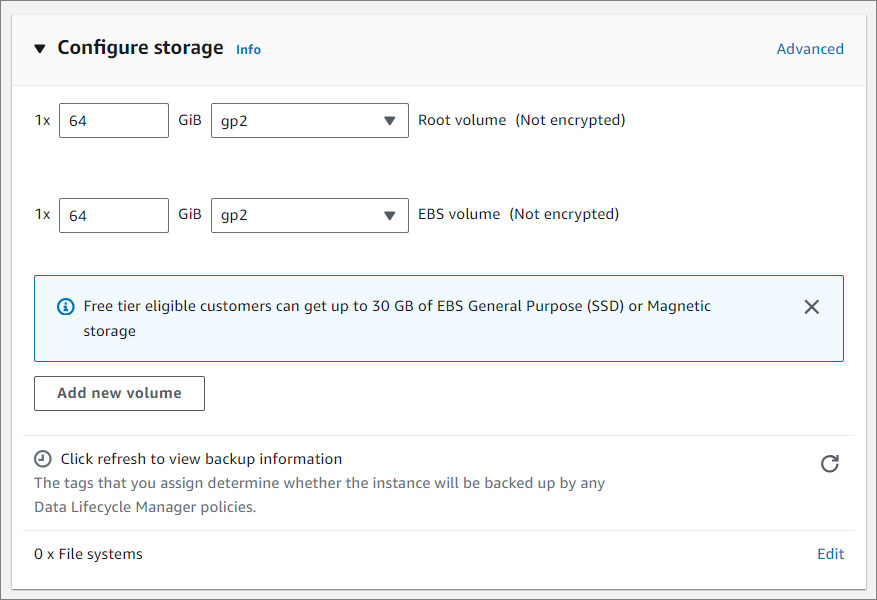 Configure storage Info Advanced
1x 64 GiB gp2 Root volume (Not encrypted)
1x 64 GiB gp2 EBS volume (Not encrypted)
Free tier eligible customers can get up to 30 GB of EBS General Purpose (SSD) or Magnetic
storage
Add new volume
Click refresh to view backup information
The tags that you assign determine whether the instance will be backed up by any
Data Lifecycle Manager policies.
0 x File systems Edit